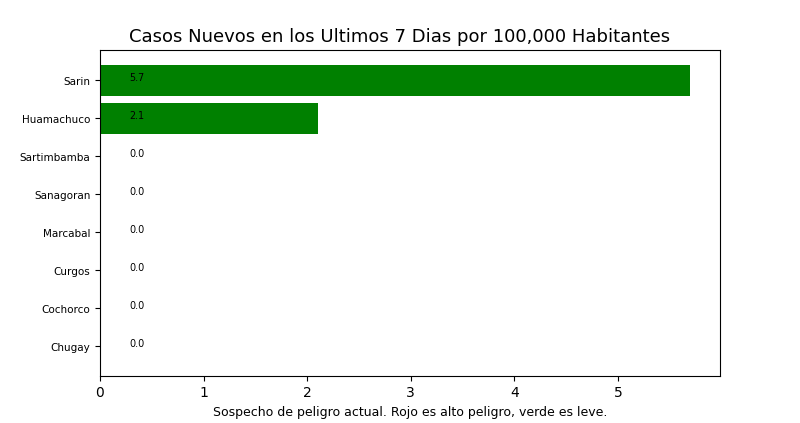 Casos Nuevos en los Ultimos 7 Dias por 100,000 Habitantes
Sarin 5.7
Huamachuco 2.1
Sartimbamba 0.0
Sanagoran 0.0
Marcabal 0.0
Curgos 0.0
Cochorco 0.0
Chugay 0.0
0 1 2 3 4 5
Sospecho de peligro actual. Rojo es alto peligro, verde es leve.